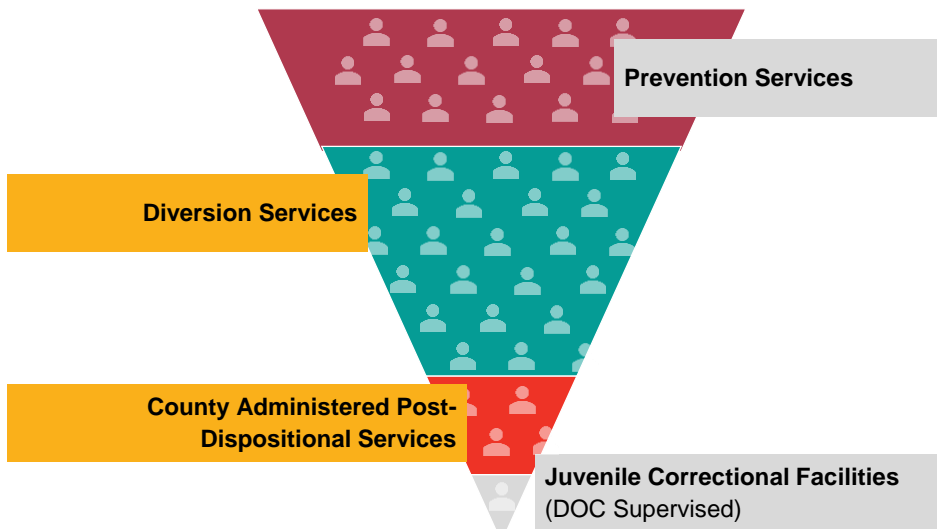 Prevention Services
Diversion Services
County Administered Post-
Dispositional Services
Juvenile Correctional Facilities
(DOC Supervised)